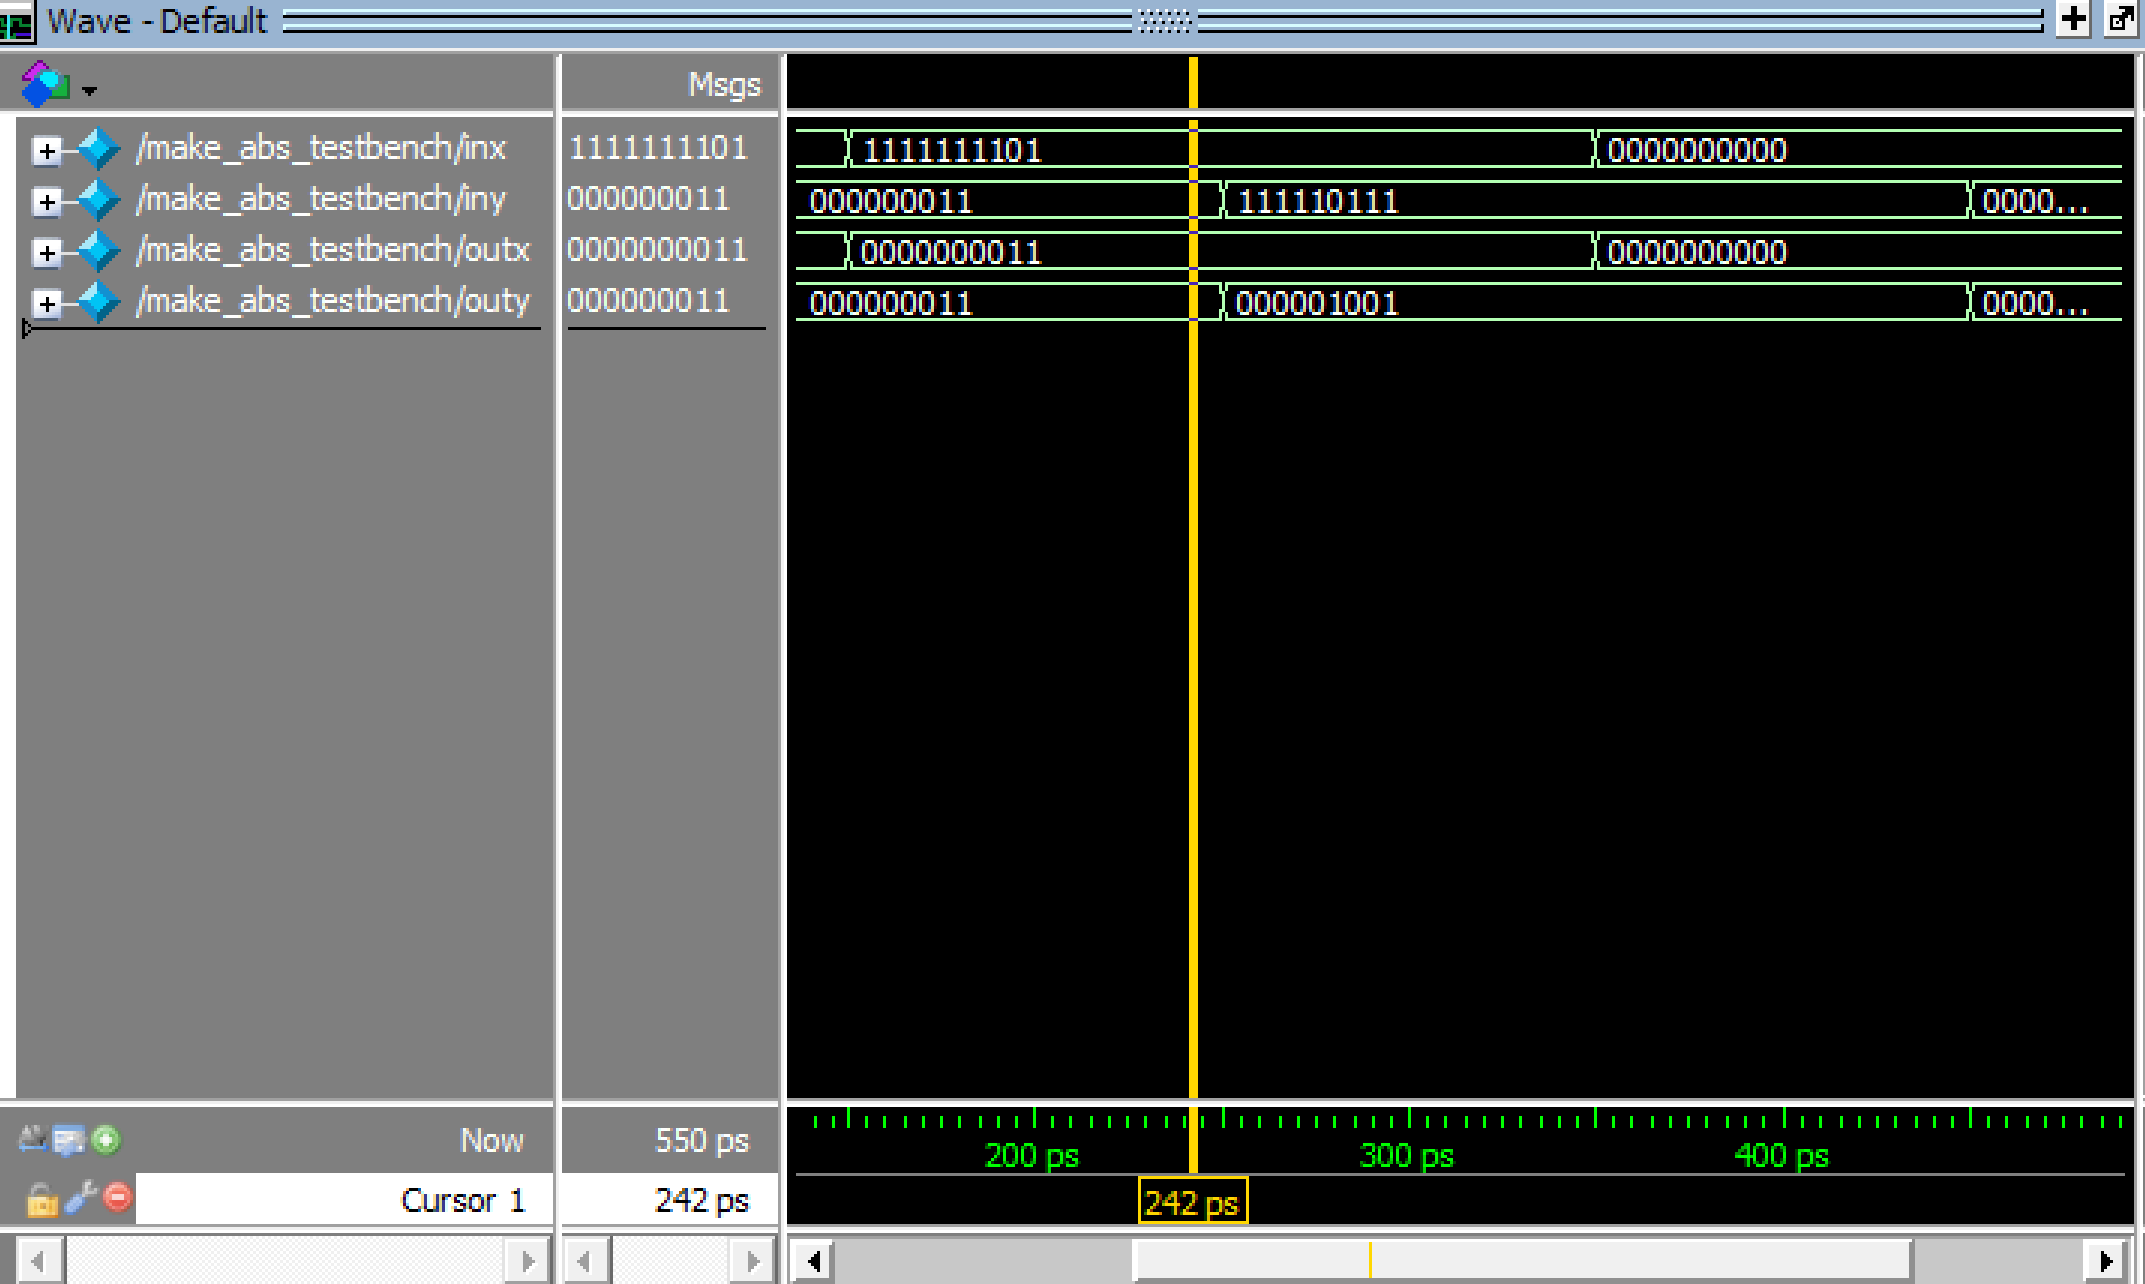 Wave - Default
Msgs
/make_abs_testbench/inx 1111111101 1111111101 0000000000
/make_abs_testbench/iny 000000011 000000011 111110111 0000...
/make_abs_testbench/outx 0000000011 0000000011 0000000000
/make_abs_testbench/outy 000000011 000000011 000001001 0000...
Now 550 ps 200 ps 300 ps 400 ps
Cursor 1 242 ps 242 ps